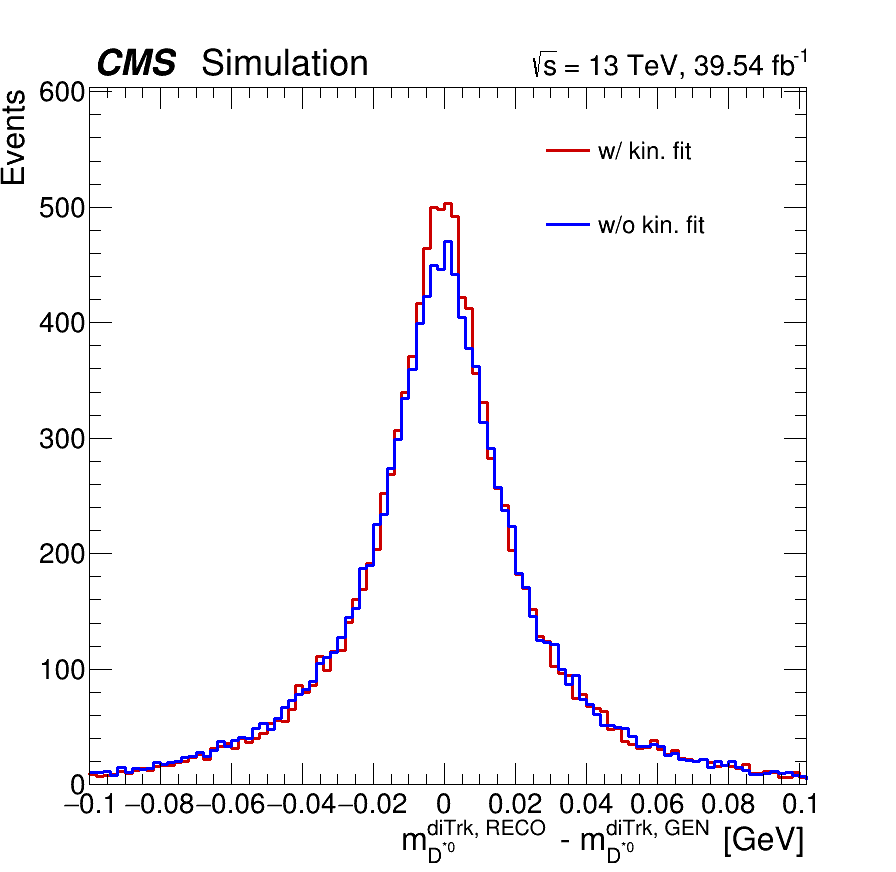 CMS Simulation
√s = 13 TeV, 39.54 fb⁻¹
Events
600
500
400
300
200
100
0
w/ kin. fit
w/o kin. fit
−0.1 −0.08 −0.06 −0.04 −0.02 0 0.02 0.04 0.06 0.08 0.1
m_{D^{*0}}^{diTrk, RECO} - m_{D^{*0}}^{diTrk, GEN} [GeV]